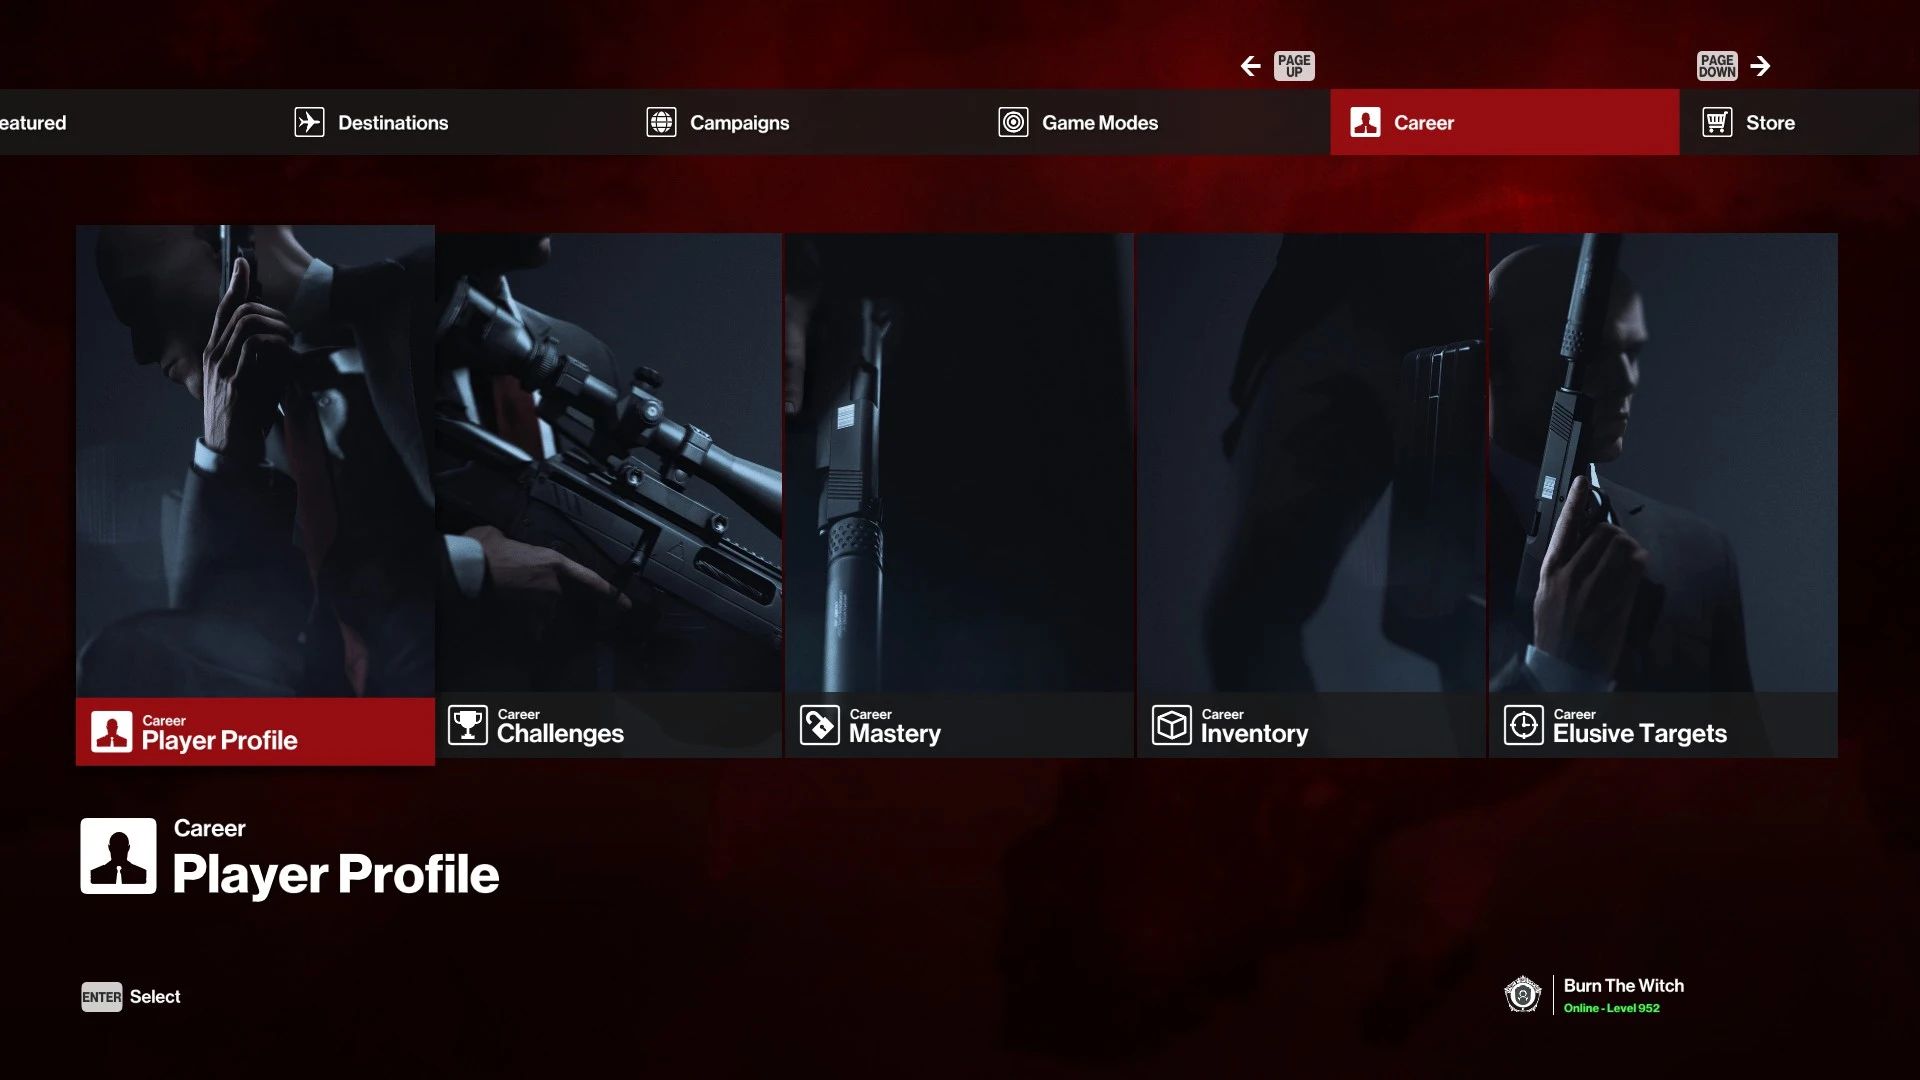 PAGE
UP
PAGE
DOWN
eatured
Destinations
Campaigns
Game Modes
Career
Store
Career
Player Profile
Career
Challenges
Career
Mastery
Career
Inventory
Career
Elusive Targets
Career
Player Profile
ENTER Select
Burn The Witch
Online - Level 952